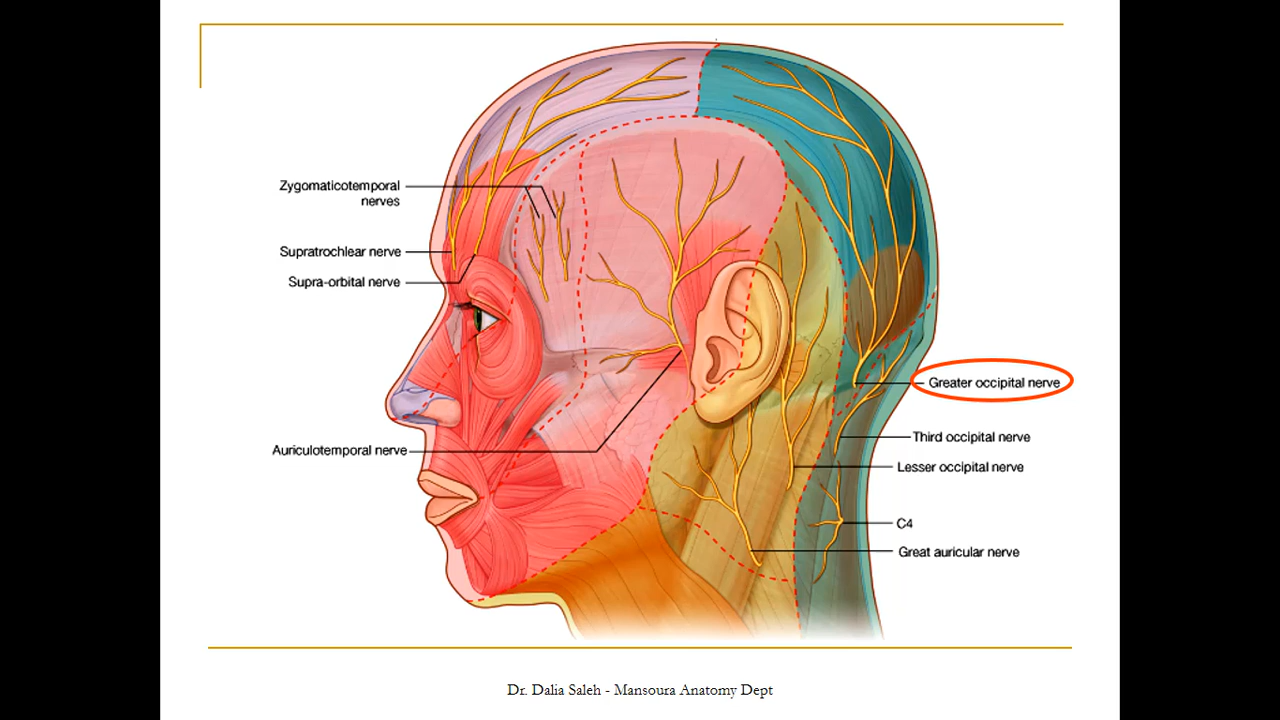 Zygomaticotemporal
nerves
Supratrochlear nerve
Supra-orbital nerve
Auriculotemporal nerve
Greater occipital nerve
Third occipital nerve
Lesser occipital nerve
C4
Great auricular nerve
Dr. Dalia Saleh - Mansoura Anatomy Dept